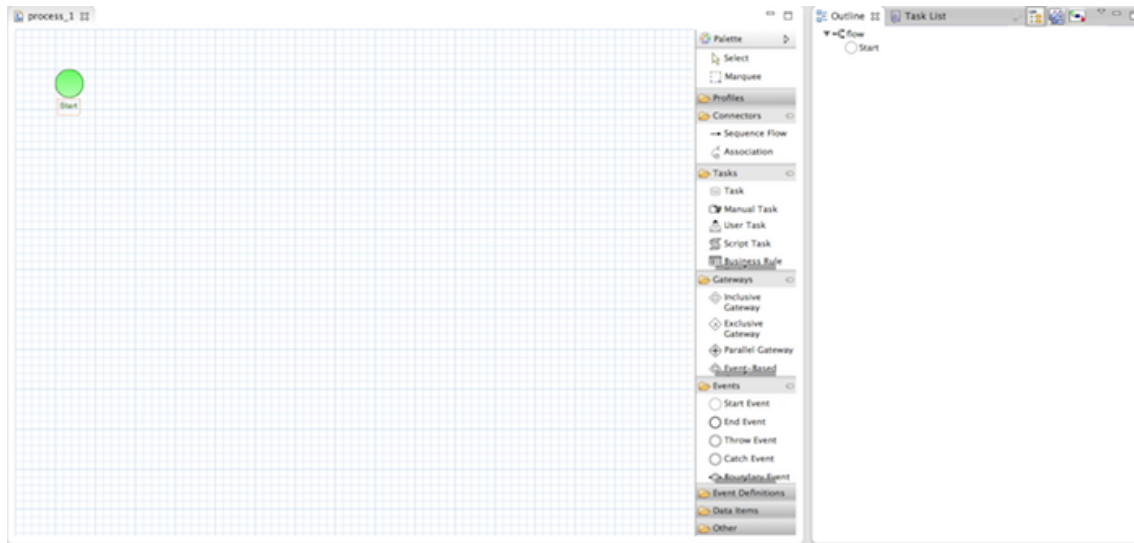 process_1
Start
Palette
Select
Marquee
Profiles
Connectors
Sequence Flow
Association
Tasks
Task
Manual Task
User Task
Script Task
Business Rule
Gateways
Inclusive
Gateway
Exclusive
Gateway
Parallel Gateway
Event-Based
Events
Start Event
End Event
Throw Event
Catch Event
Boundary Event
Event Definitions
Data Items
Other
Outline
Task List
flow
Start